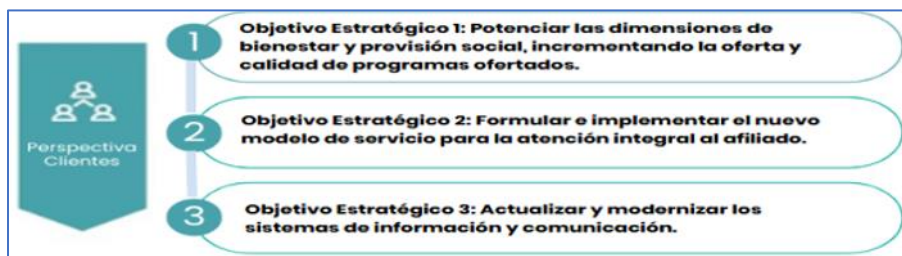 Perspectiva
Clientes
1
Objetivo Estratégico 1: Potenciar las dimensiones de
bienestar y previsión social, incrementando la oferta y
calidad de programas ofertados.
2
Objetivo Estratégico 2: Formular e implementar el nuevo
modelo de servicio para la atención integral al afiliado.
3
Objetivo Estratégico 3: Actualizar y modernizar los
sistemas de información y comunicación.